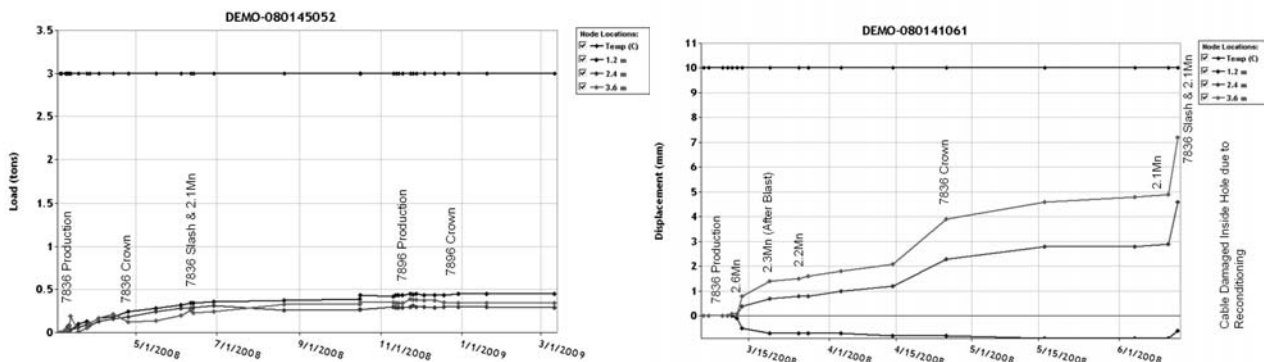 DEMO-080145052
3.5
3
2.5
2
1.5
1
0.5
0
Load (tons)
7836 Production
7836 Crown
7836 Slash & 2.1Mn
7896 Production
7896 Crown
5/1/2008
7/1/2008
9/1/2008
11/1/2008
1/1/2009
3/1/2009
Node Locations:
Temp (C)
1.2 m
2.4 m
3.6 m
DEMO-080141061
11
10
9
8
7
6
5
4
3
2
1
0
Displacement (mm)
7836 Production
2.6Mn
2.3Mn (After Blast)
2.2Mn
7836 Crown
2.1Mn
7836 Slash & 2.1Mn
3/15/2008
4/1/2008
4/15/2008
5/1/2008
5/15/2008
6/1/2008
Node Locations:
Temp (C)
1.2 m
2.4 m
3.6 m
Cable Damaged Inside Hole due to
Reconditioning